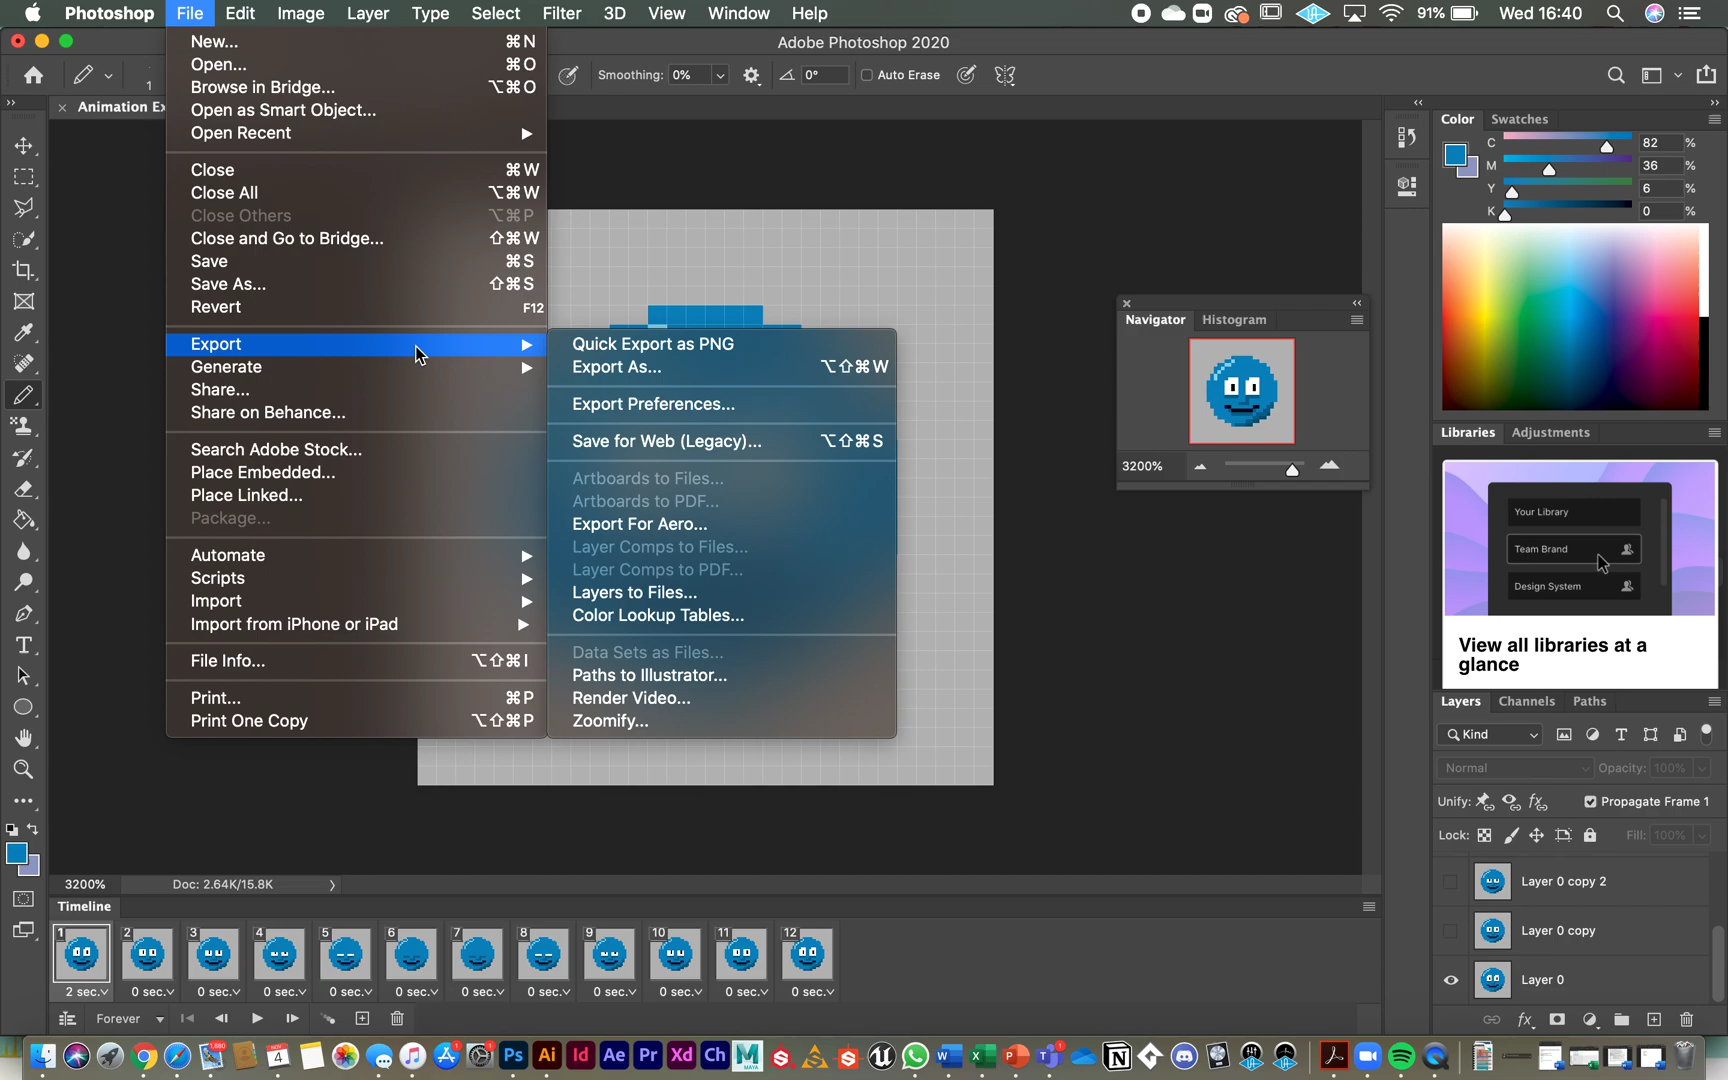 Photoshop File Edit Image Layer Type Select Filter 3D View Window Help 91% Wed 16:40
Adobe Photoshop 2020
1 Smoothing: 0% 0° Auto Erase
Animation Ex
New... ⌘N
Open... ⌘O
Browse in Bridge... ⌥⌘O
Open as Smart Object...
Open Recent
Close ⌘W
Close All ⌥⌘W
Close Others ⌥⌘P
Close and Go to Bridge... ⇧⌘W
Save ⌘S
Save As... ⇧⌘S
Revert F12
Export
Generate
Share...
Share on Behance...
Search Adobe Stock...
Place Embedded...
Place Linked...
Package...
Automate
Scripts
Import
Import from iPhone or iPad
File Info... ⌥⇧⌘I
Print... ⌘P
Print One Copy ⌥⇧⌘P
Quick Export as PNG
Export As... ⌥⇧⌘W
Export Preferences...
Save for Web (Legacy)... ⌥⇧⌘S
Artboards to Files...
Artboards to PDF...
Export For Aero...
Layer Comps to Files...
Layer Comps to PDF...
Layers to Files...
Color Lookup Tables...
Data Sets as Files...
Paths to Illustrator...
Render Video...
Zoomify...
Navigator Histogram
3200%
Color Swatches
C 82 %
M 36 %
Y 6 %
K 0 %
Libraries Adjustments
Your Library
Team Brand
Design System
View all libraries at a
glance
Layers Channels Paths
Kind
Normal Opacity: 100%
Unify: Propagate Frame 1
Lock: Fill: 100%
Layer 0 copy 2
Layer 0 copy
Layer 0
3200% Doc: 2.64K/15.8K
Timeline
1 2 3 4 5 6 7 8 9 10 11 12
2 sec. 0 sec. 0 sec. 0 sec. 0 sec. 0 sec. 0 sec. 0 sec. 0 sec. 0 sec. 0 sec. 0 sec.
Forever
Ps Ai Id Ae Pr Xd Ch M